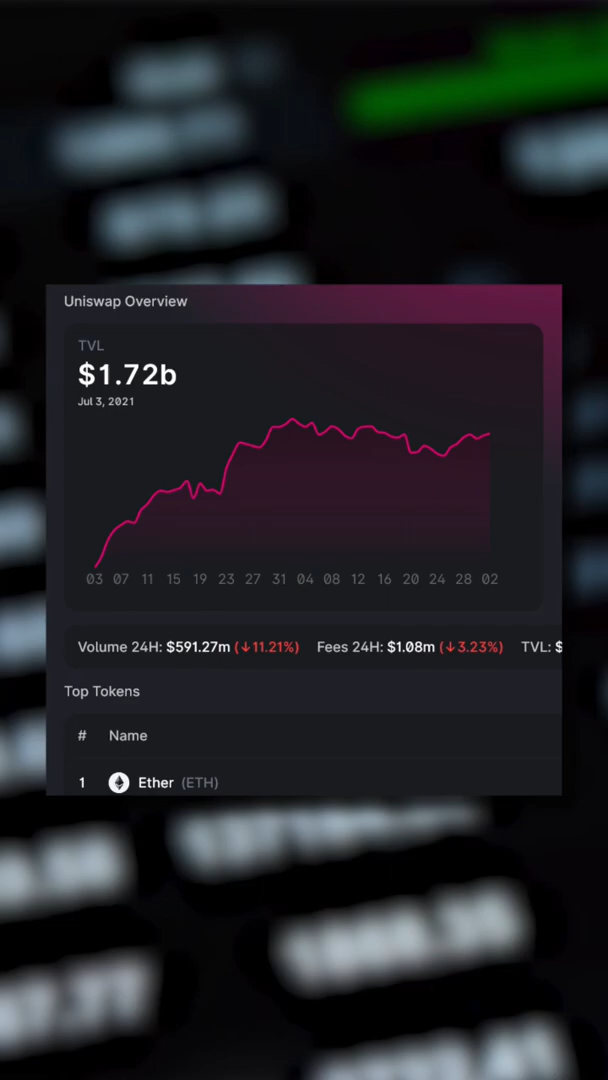 Uniswap Overview
TVL
$1.72b
Jul 3, 2021
03 07 11 15 19 23 27 31 04 08 12 16 20 24 28 02
Volume 24H: $591.27m (↓11.21%) Fees 24H: $1.08m (↓3.23%) TVL: $
Top Tokens
# Name
1 Ether (ETH)